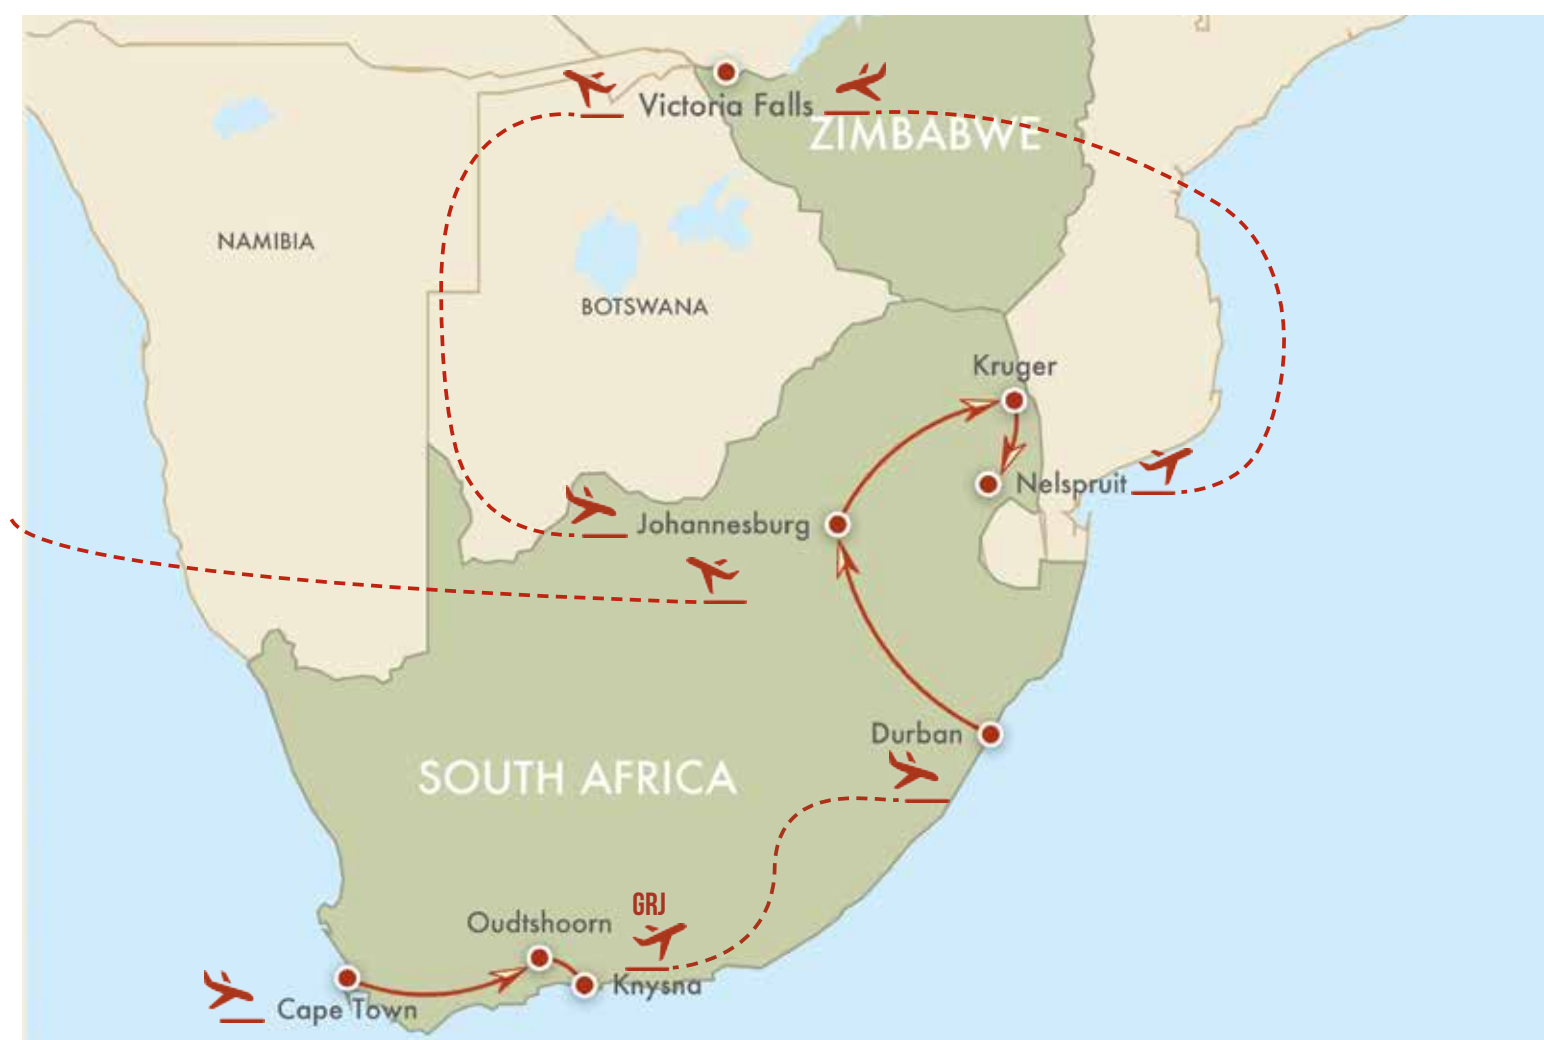 Victoria Falls
ZIMBABWE
NAMIBIA
BOTSWANA
Kruger
Nelspruit
Johannesburg
Durban
SOUTH AFRICA
GRJ
Oudtshoorn
Knysna
Cape Town